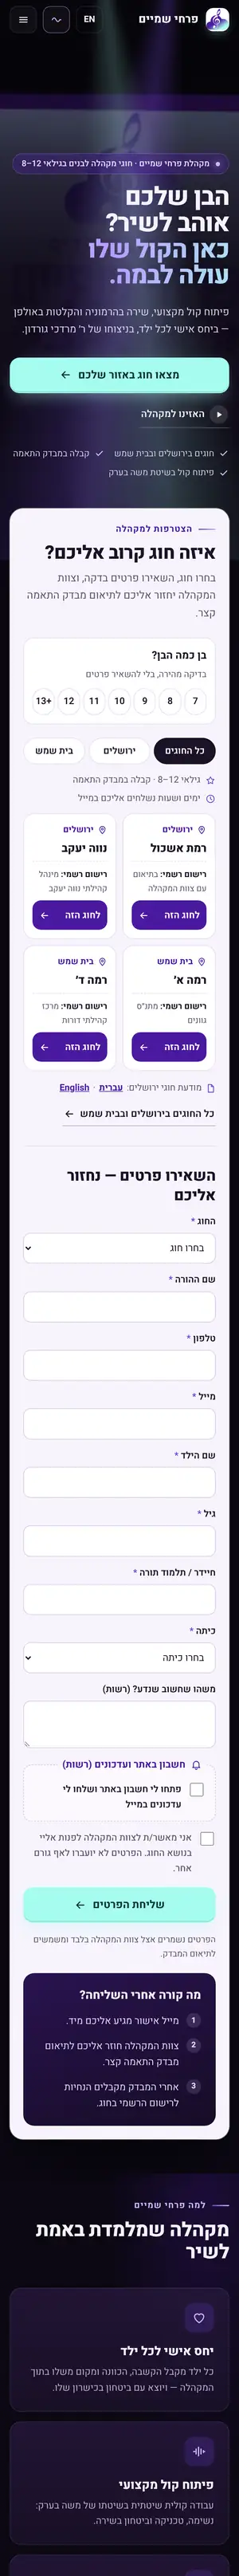 פרחי שמיים
EN
מקהלת פרחי שמיים · חוגי מקהלה לבנים בגילאי 8–12
הבן שלכם
אוהב לשיר?
כאן הקול שלו
עולה לבמה.
פיתוח קול מקצועי, שירה בהרמוניה והקלטות באולפן
— ביחס אישי לכל ילד, בניצוחו של ר׳ מרדכי גורדון.
מצאו חוג באזור שלכם ←
האזינו למקהלה
חוגים בירושלים ובבית שמש
קבלה במבדק התאמה
פיתוח קול בשיטת משה בערק
הצטרפות למקהלה
איזה חוג קרוב אליכם?
בחרו חוג, השאירו פרטים בדקה, וצוות
המקהלה יחזור אליכם לתיאום מבדק התאמה
קצר.
בן כמה הבן?
בדיקה מהירה, בלי להשאיר פרטים
7
8
9
10
11
12
13+
כל החוגים
ירושלים
בית שמש
גילאי 8–12 · קבלה במבדק התאמה
ימים ושעות נשלחים אליכם במייל
ירושלים
רמת אשכול
רישום רשמי: בתיאום
עם צוות המקהלה
לחוג הזה ←
ירושלים
נווה יעקב
רישום רשמי: מינהל
קהילתי נווה יעקב
לחוג הזה ←
בית שמש
רמה א׳
רישום רשמי: מתנ״ס
גוונים
לחוג הזה ←
בית שמש
רמה ד׳
רישום רשמי: מרכז
קהילתי דורות
לחוג הזה ←
מודעת חוגי ירושלים: עברית · English
כל החוגים בירושלים ובבית שמש ←
השאירו פרטים — נחזור
אליכם
החוג *
בחרו חוג
שם ההורה *
טלפון *
מייל *
שם הילד *
גיל *
חיידר / תלמוד תורה *
כיתה *
בחרו כיתה
משהו שחשוב שנדע? (רשות)
חשבון באתר ועדכונים (רשות)
פתחו לי חשבון באתר ושלחו לי
עדכונים במייל
אני מאשר/ת לצוות המקהלה לפנות אליי
בנושא החוג. הפרטים לא יועברו לאף גורם
אחר.
שליחת הפרטים ←
הפרטים נשמרים אצל צוות המקהלה בלבד ומשמשים
לתיאום המבדק.
מה קורה אחרי השליחה?
1 מייל אישור מגיע אליכם מיד.
2 צוות המקהלה חוזר אליכם לתיאום
מבדק התאמה קצר.
3 אחרי המבדק מקבלים הנחיות
לרישום הרשמי בחוג.
למה פרחי שמיים
מקהלה שמלמדת באמת
לשיר
יחס אישי לכל ילד
כל ילד מקבל הקשבה, הכוונה ומקום משלו בתוך
המקהלה — ויוצא עם ביטחון בכישרון שלו.
פיתוח קול מקצועי
עבודה קולית שיטתית בשיטתו של משה בערק:
נשימה, טכניקה וביטחון בשירה.